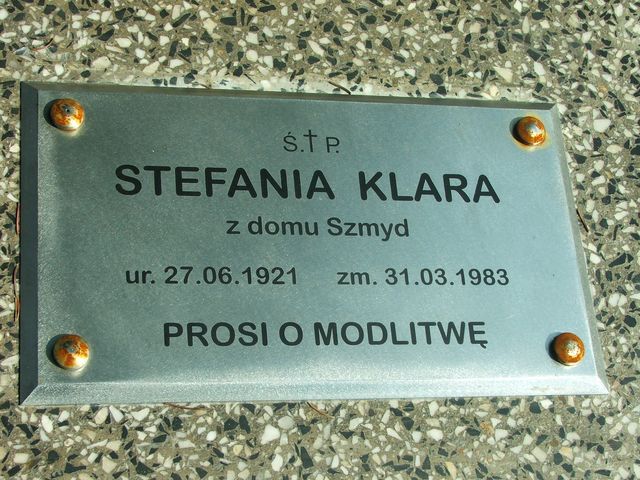 Ś.†P.
STEFANIA KLARA
z domu Szmyd
ur. 27.06.1921 zm. 31.03.1983
PROSI O MODLITWĘ